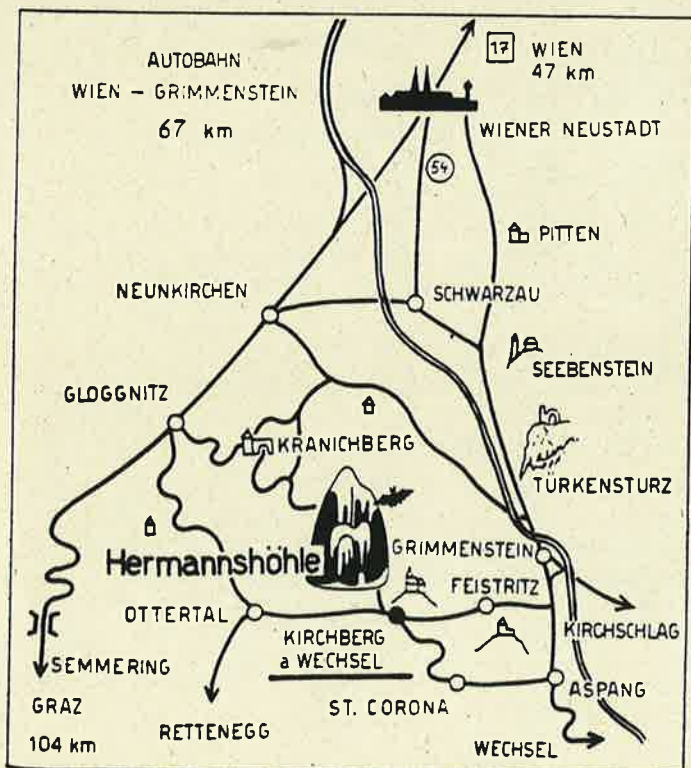 AUTOBAHN
WIEN – GRIMMENSTEIN
67 km
17 WIEN
47 km
WIENER NEUSTADT
54
PITTEN
NEUNKIRCHEN
SCHWARZAU
SEEBENSTEIN
GLOGGNITZ
KRANICHBERG
TÜRKENSTURZ
Hermannshöhle
GRIMMENSTEIN
FEISTRITZ
OTTERTAL
KIRCHBERG
a WECHSEL
KIRCHSCHLAG
SEMMERING
ST. CORONA
ASPANG
GRAZ
104 km
RETTENEGG
WECHSEL